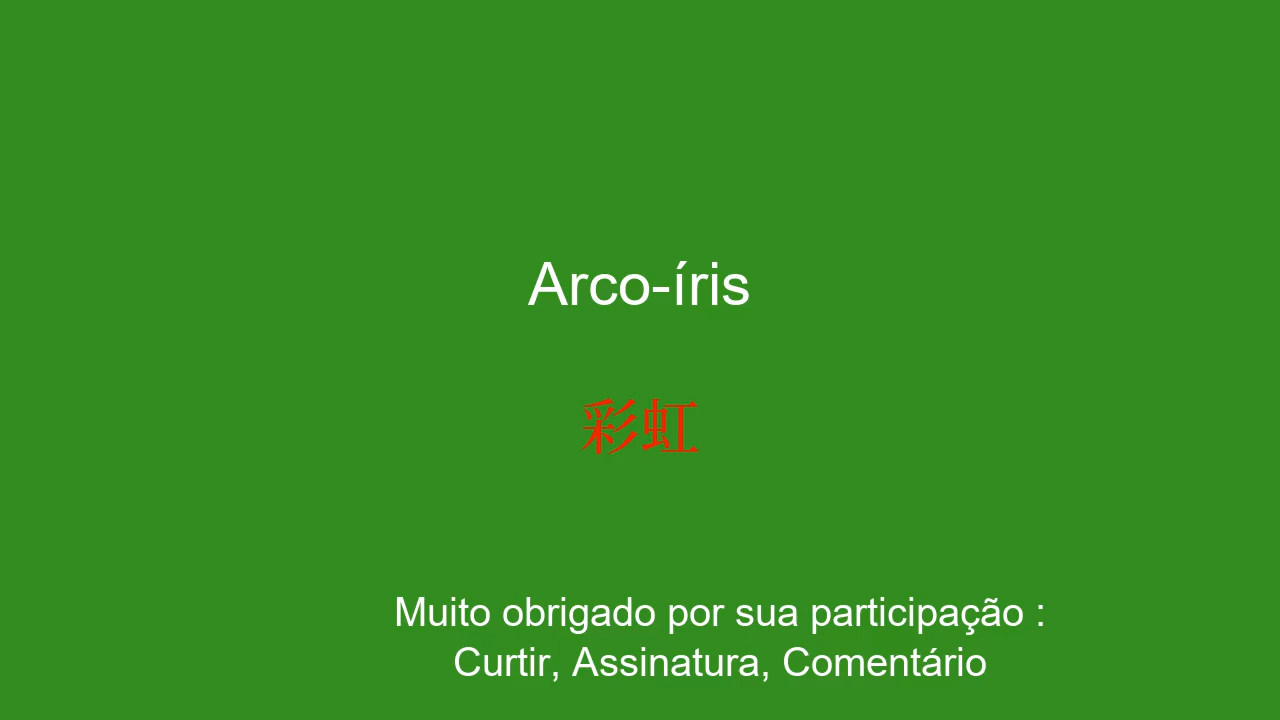 Arco-íris
彩虹
Muito obrigado por sua participação :
Curtir, Assinatura, Comentário